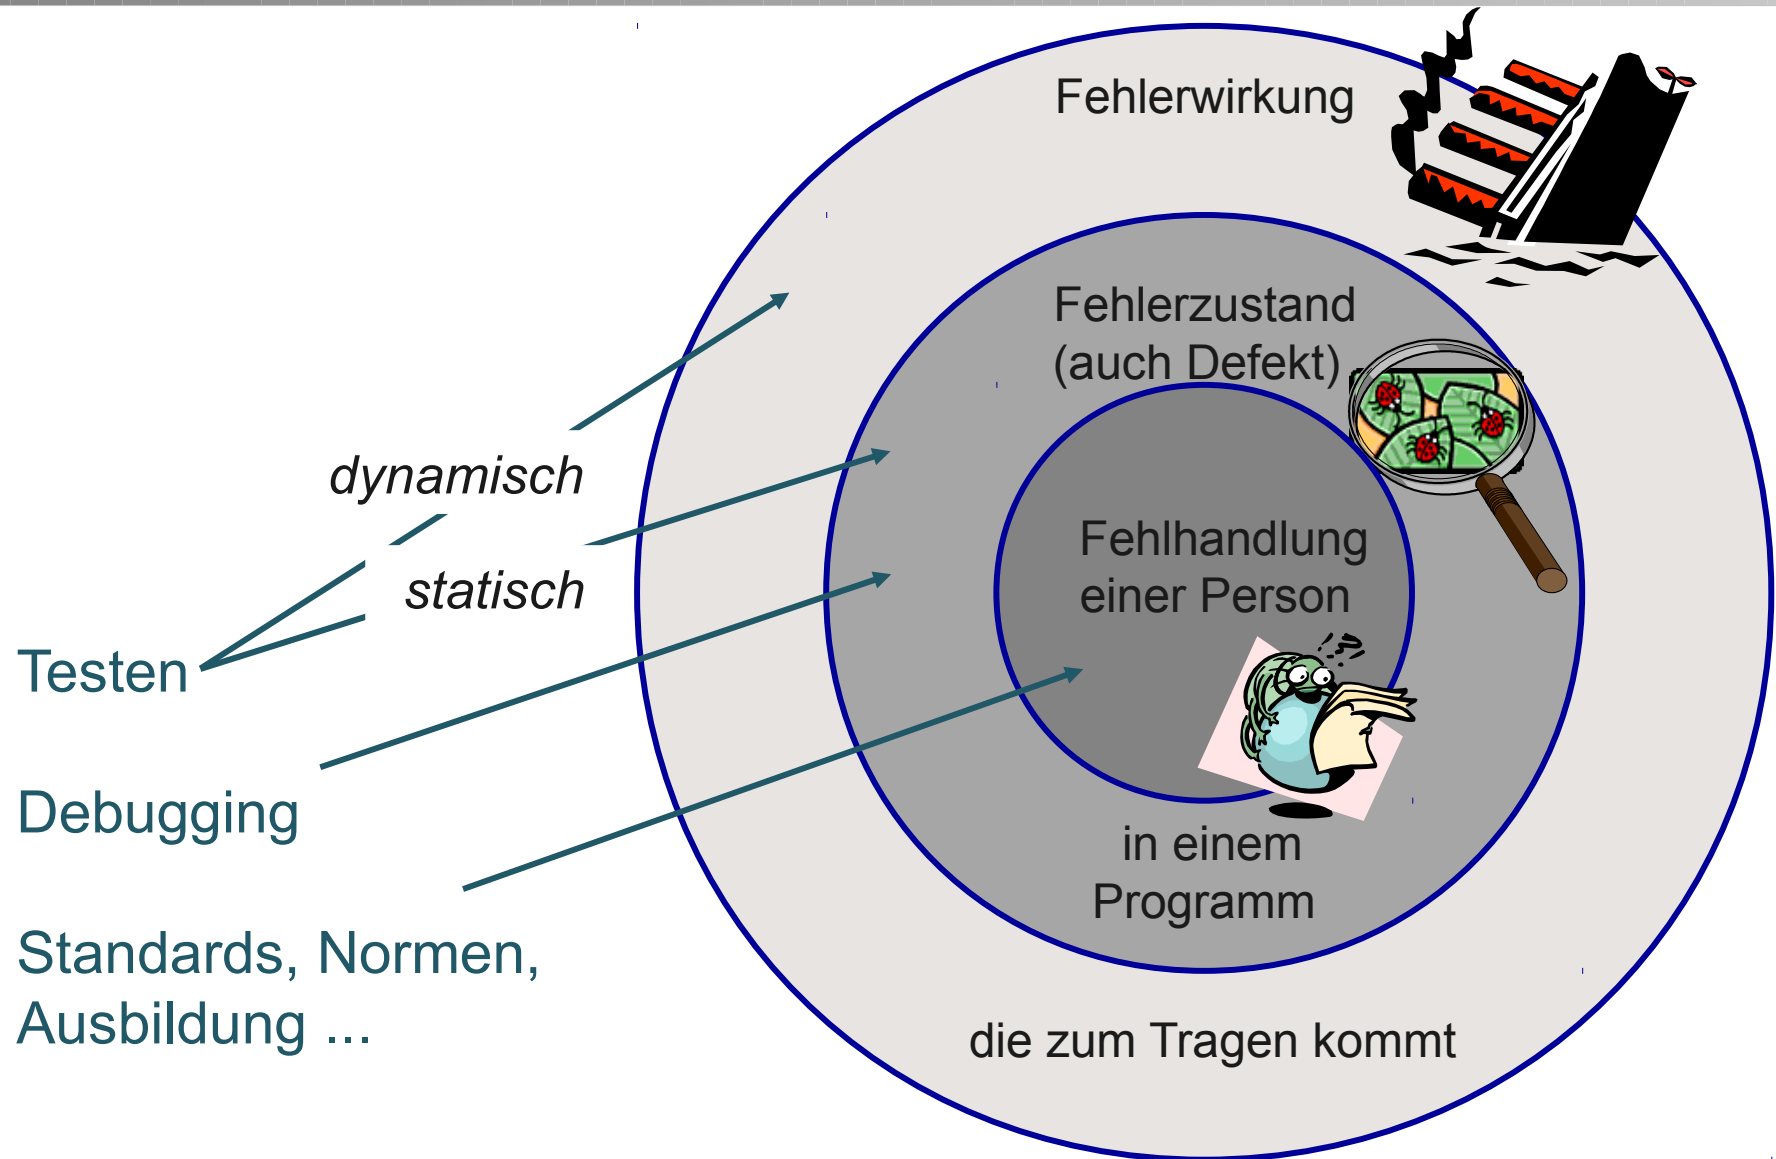 Fehlerwirkung
Fehlerzustand
(auch Defekt)
dynamisch
Fehlhandlung
einer Person
statisch
Testen
Debugging
in einem
Programm
Standards, Normen,
Ausbildung ...
die zum Tragen kommt